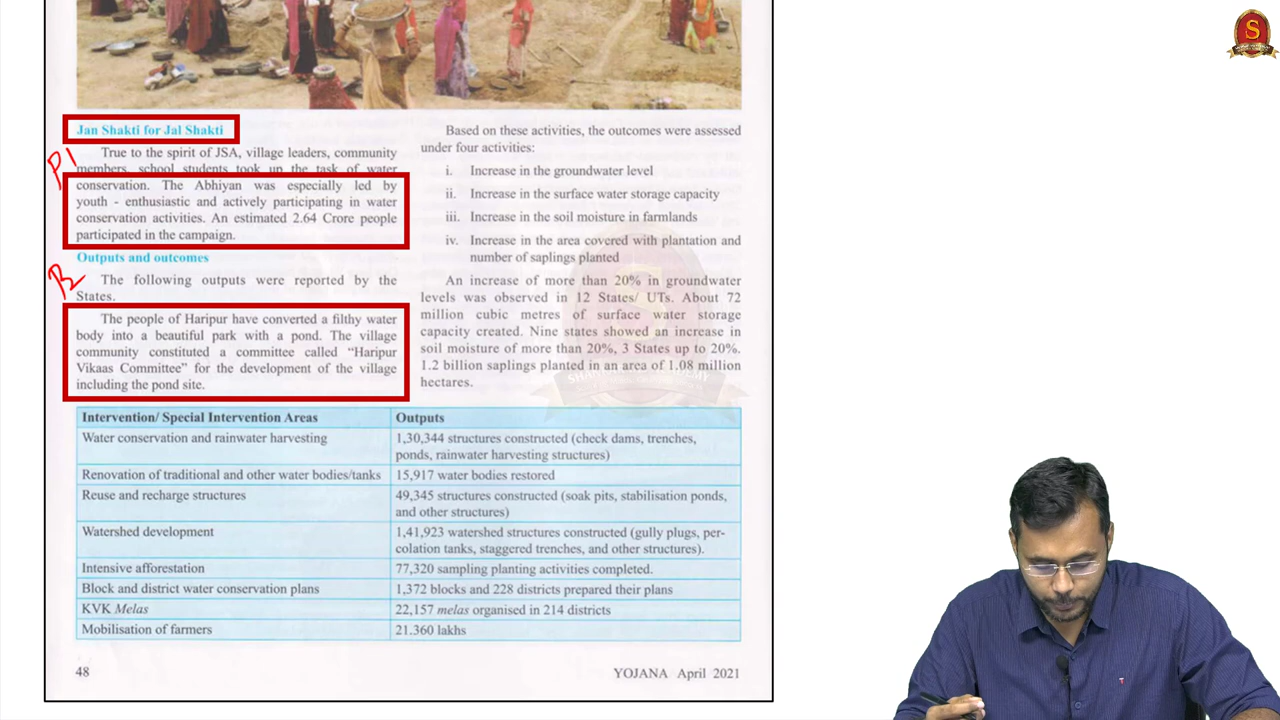 Jan Shakti for Jal Shakti
P1
True to the spirit of JSA, village leaders, community
members, school students took up the task of water
conservation. The Abhiyan was especially led by
youth - enthusiastic and actively participating in water
conservation activities. An estimated 2.64 Crore people
participated in the campaign.
Outputs and outcomes
The following outputs were reported by the
States.
The people of Haripur have converted a filthy water
body into a beautiful park with a pond. The village
community constituted a committee called “Haripur
Vikaas Committee” for the development of the village
including the pond site.
Based on these activities, the outcomes were assessed
under four activities:
i. Increase in the groundwater level
ii. Increase in the surface water storage capacity
iii. Increase in the soil moisture in farmlands
iv. Increase in the area covered with plantation and
number of saplings planted
An increase of more than 20% in groundwater
levels was observed in 12 States/ UTs. About 72
million cubic metres of surface water storage
capacity created. Nine states showed an increase in
soil moisture of more than 20%, 3 States up to 20%.
1.2 billion saplings planted in an area of 1.08 million
hectares.
Intervention/ Special Intervention Areas Outputs
Water conservation and rainwater harvesting 1,30,344 structures constructed (check dams, trenches,
ponds, rainwater harvesting structures)
Renovation of traditional and other water bodies/tanks 15,917 water bodies restored
Reuse and recharge structures 49,345 structures constructed (soak pits, stabilisation ponds,
and other structures)
Watershed development 1,41,923 watershed structures constructed (gully plugs, per-
colation tanks, staggered trenches, and other structures).
Intensive afforestation 77,320 sampling planting activities completed.
Block and district water conservation plans 1,372 blocks and 228 districts prepared their plans
KVK Melas 22,157 melas organised in 214 districts
Mobilisation of farmers 21.360 lakhs
48 YOJANA April 2021
S